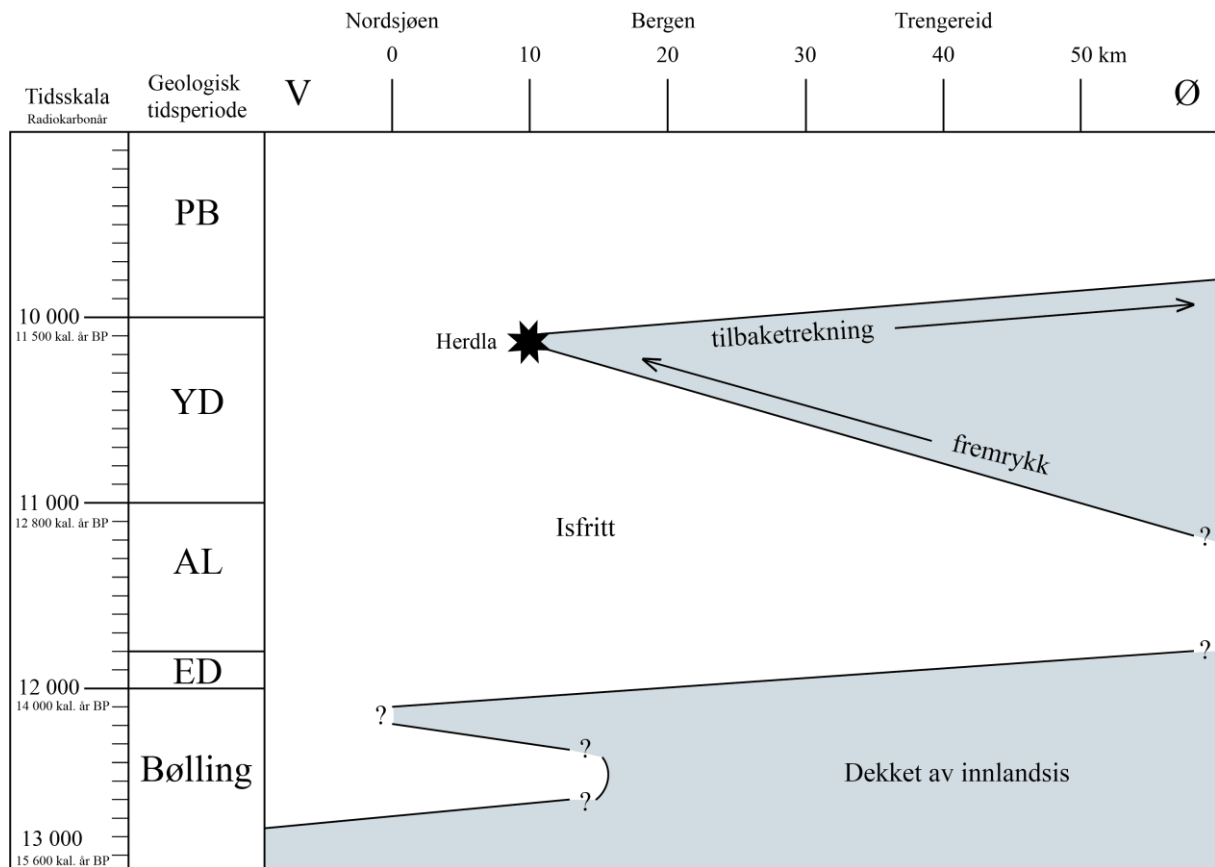 Nordsjøen Bergen Trengereid
0 10 20 30 40 50 km
V Ø
Tidsskala
Radiokarbonår
Geologisk
tidsperiode
PB
10 000
11 500 kal. år BP
Herdla
tilbaketrekning
YD
fremrykk
11 000
12 800 kal. år BP
Isfritt
?
AL
?
ED
12 000
14 000 kal. år BP
?
?
Bølling
Dekket av innlandsis
?
13 000
15 600 kal. år BP